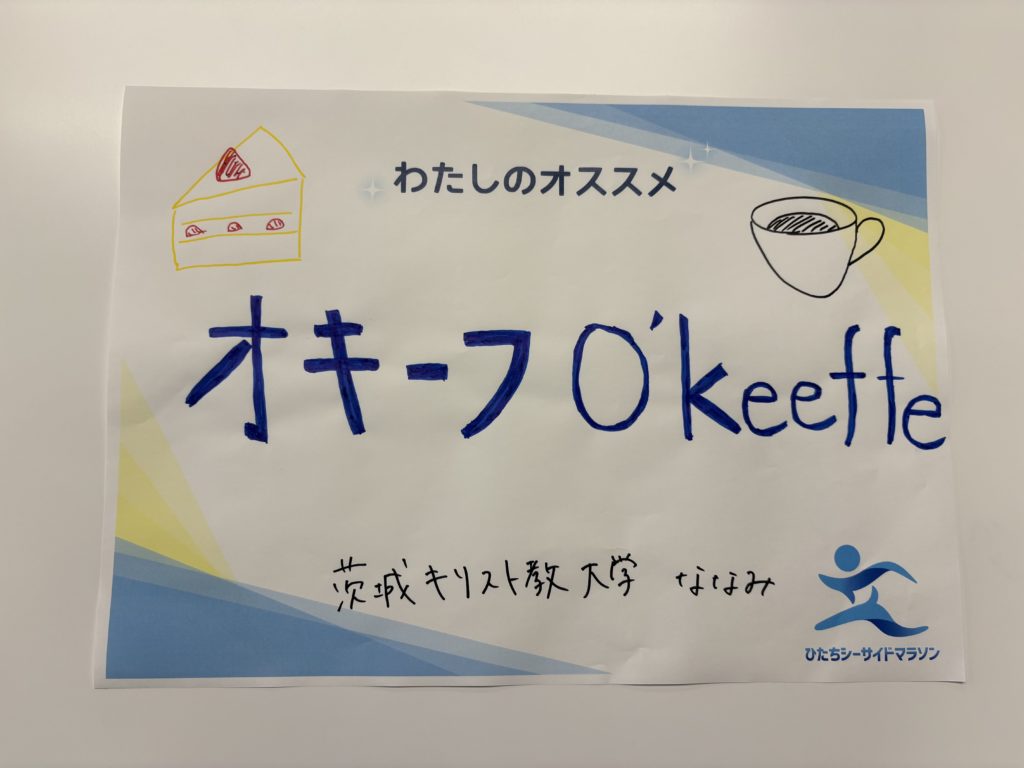 わたしのオススメ
オキーフ O'keeffe
茨城キリスト教大学 ななみ
ひたちシーサイドマラソン